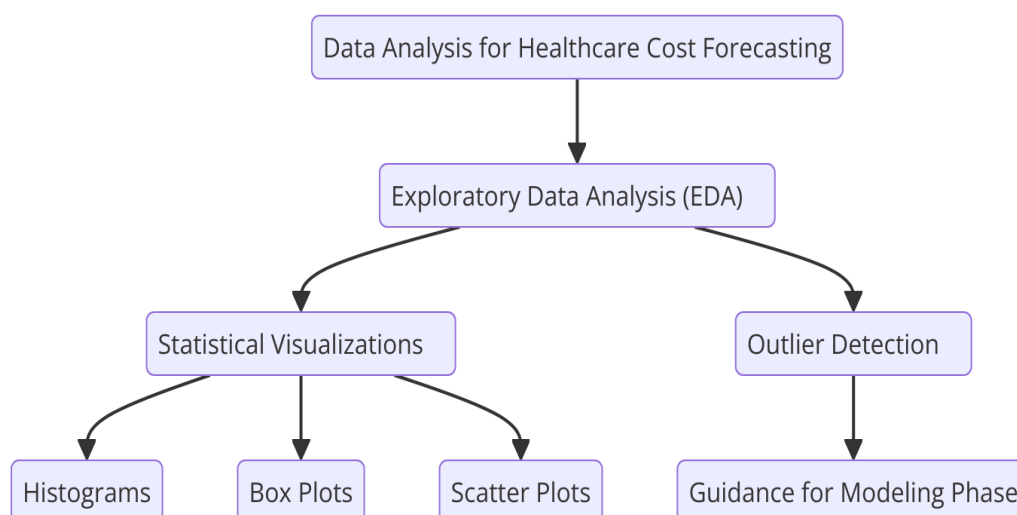 Data Analysis for Healthcare Cost Forecasting
Exploratory Data Analysis (EDA)
Statistical Visualizations
Outlier Detection
Histograms
Box Plots
Scatter Plots
Guidance for Modeling Phase